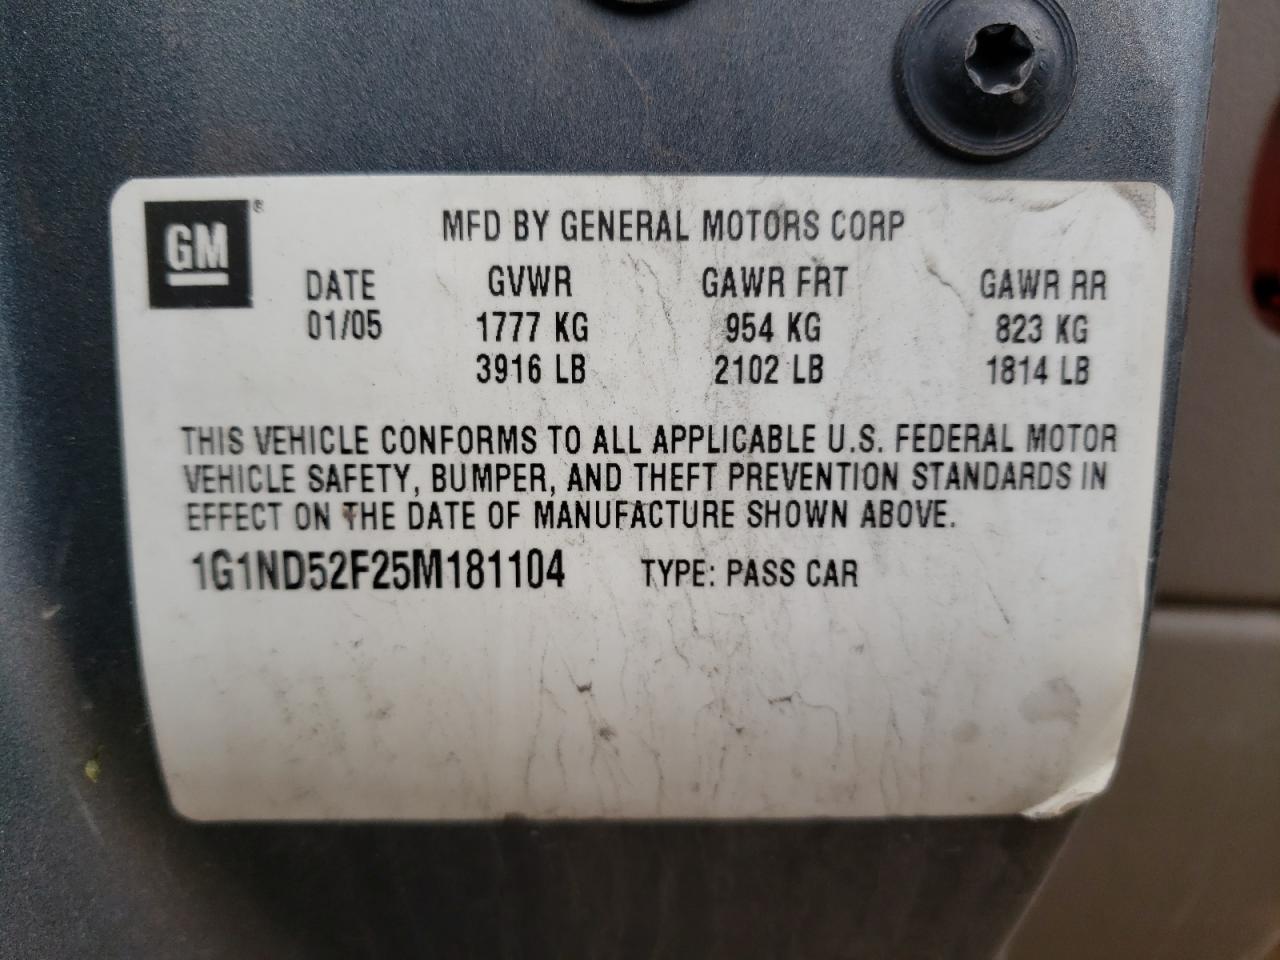 GM ®
MFD BY GENERAL MOTORS CORP
DATE GVWR GAWR FRT GAWR RR
01/05 1777 KG 954 KG 823 KG
3916 LB 2102 LB 1814 LB
THIS VEHICLE CONFORMS TO ALL APPLICABLE U.S. FEDERAL MOTOR
VEHICLE SAFETY, BUMPER, AND THEFT PREVENTION STANDARDS IN
EFFECT ON THE DATE OF MANUFACTURE SHOWN ABOVE.
1G1ND52F25M181104 TYPE: PASS CAR